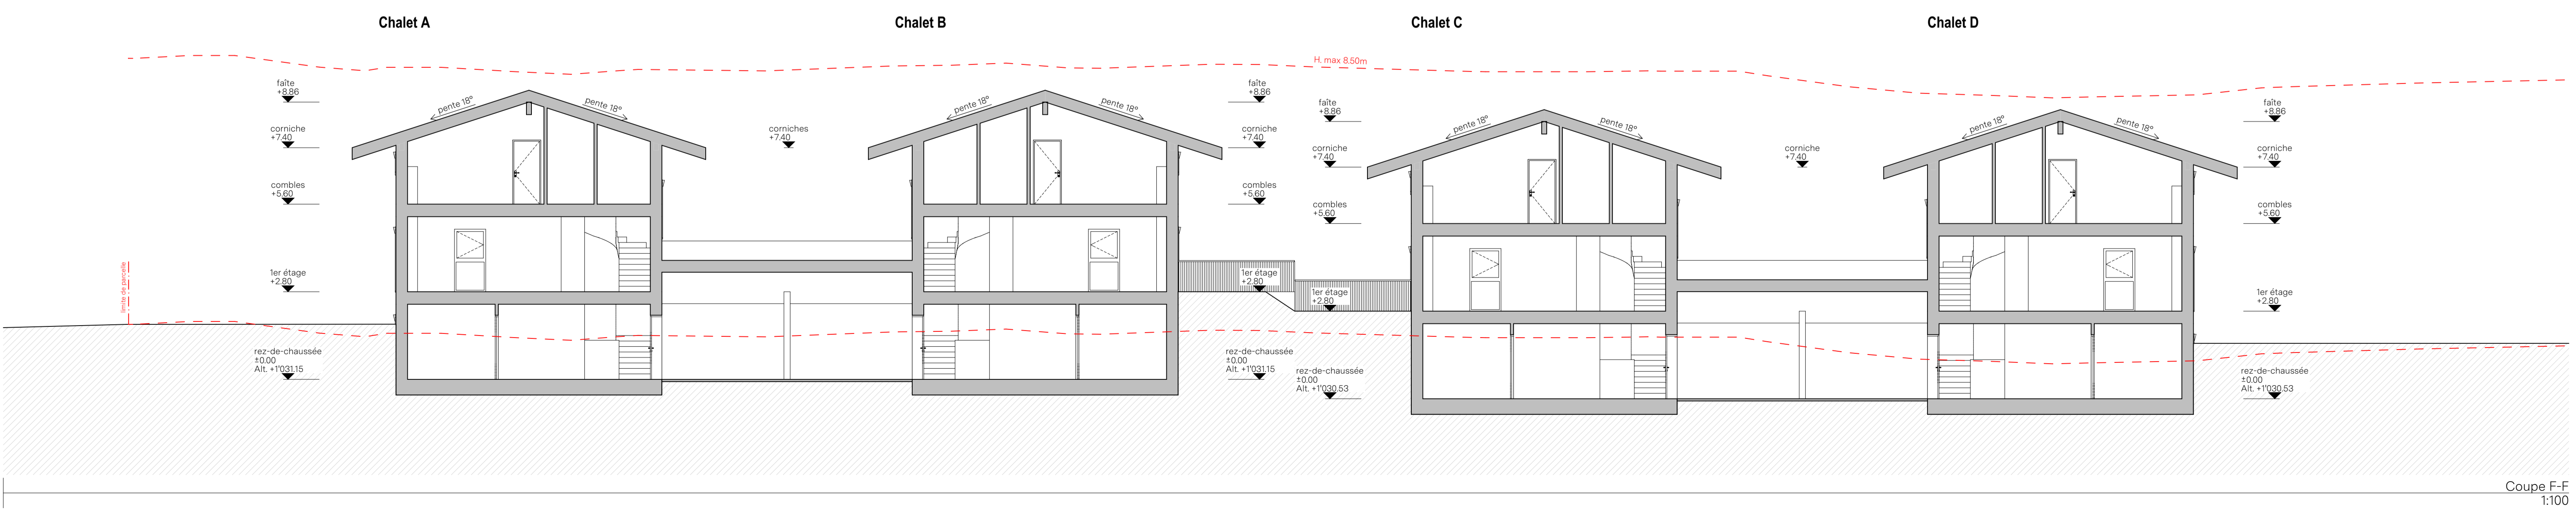 Chalet A
Chalet B
Chalet C
Chalet D
H. max 8.50m
faîte
+8.86
corniche
+7.40
combles
+5.60
1er étage
+2.80
rez-de-chaussée
±0.00
Alt. +1'031.15
limite de parcelle
pente 18°
pente 18°
corniches
+7.40
pente 18°
pente 18°
faîte
+8.86
corniche
+7.40
combles
+5.60
1er étage
+2.80
rez-de-chaussée
±0.00
Alt. +1'031.15
faîte
+8.86
corniche
+7.40
combles
+5.60
1er étage
+2.80
rez-de-chaussée
±0.00
Alt. +1'030.53
pente 18°
pente 18°
corniche
+7.40
pente 18°
pente 18°
faîte
+8.86
corniche
+7.40
combles
+5.60
1er étage
+2.80
rez-de-chaussée
±0.00
Alt. +1'030.53
Coupe F-F
1:100